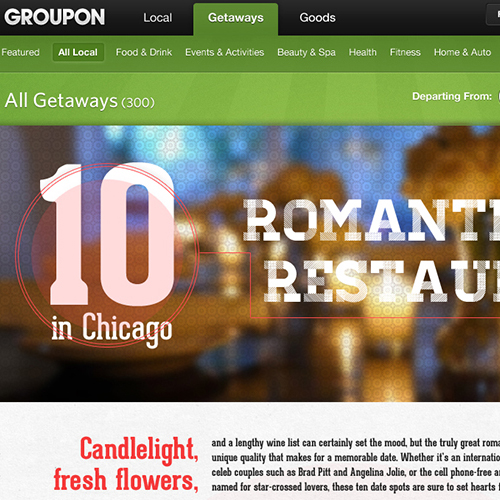 GROUPON Local Getaways Goods
Featured All Local Food & Drink Events & Activities Beauty & Spa Health Fitness Home & Auto
All Getaways (300) Departing From:
10
in Chicago
ROMANTI
RESTAU
Candlelight,
fresh flowers,
and a lengthy wine list can certainly set the mood, but the truly great roma
unique quality that makes for a memorable date. Whether it's an internatio
celeb couples such as Brad Pitt and Angelina Jolie, or the cell phone-free a
named for star-crossed lovers, these ten date spots are sure to set hearts